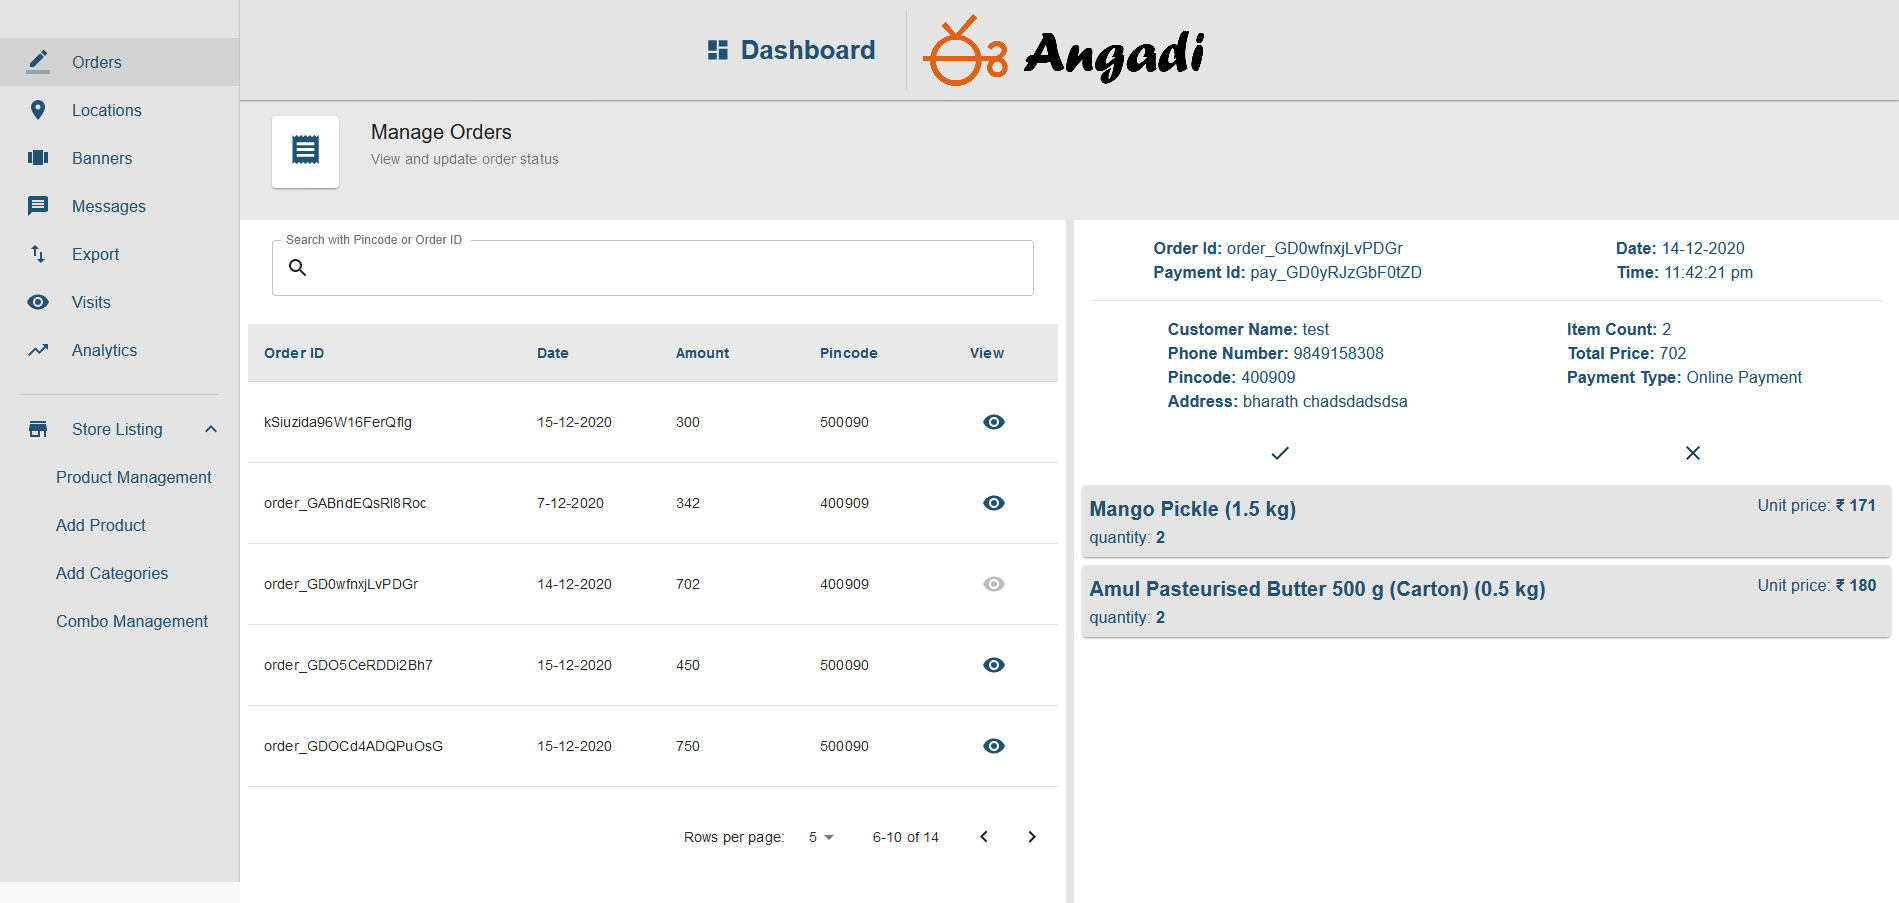 Orders
Locations
Banners
Messages
Export
Visits
Analytics
Store Listing
Product Management
Add Product
Add Categories
Combo Management
Dashboard
Angadi
Manage Orders
View and update order status
Search with Pincode or Order ID
Order ID Date Amount Pincode View
kSiuzida96W16FerQflg 15-12-2020 300 500090
order_GABndEQsRI8Roc 7-12-2020 342 400909
order_GD0wfnxjLvPDGr 14-12-2020 702 400909
order_GDO5CeRDDi2Bh7 15-12-2020 450 500090
order_GDOCd4ADQPuOsG 15-12-2020 750 500090
Rows per page: 5 6-10 of 14
Order Id: order_GD0wfnxjLvPDGr Date: 14-12-2020
Payment Id: pay_GD0yRJzGbF0tZD Time: 11:42:21 pm
Customer Name: test Item Count: 2
Phone Number: 9849158308 Total Price: 702
Pincode: 400909 Payment Type: Online Payment
Address: bharath chadsdadsdsa
Mango Pickle (1.5 kg) Unit price: ₹ 171
quantity: 2
Amul Pasteurised Butter 500 g (Carton) (0.5 kg) Unit price: ₹ 180
quantity: 2